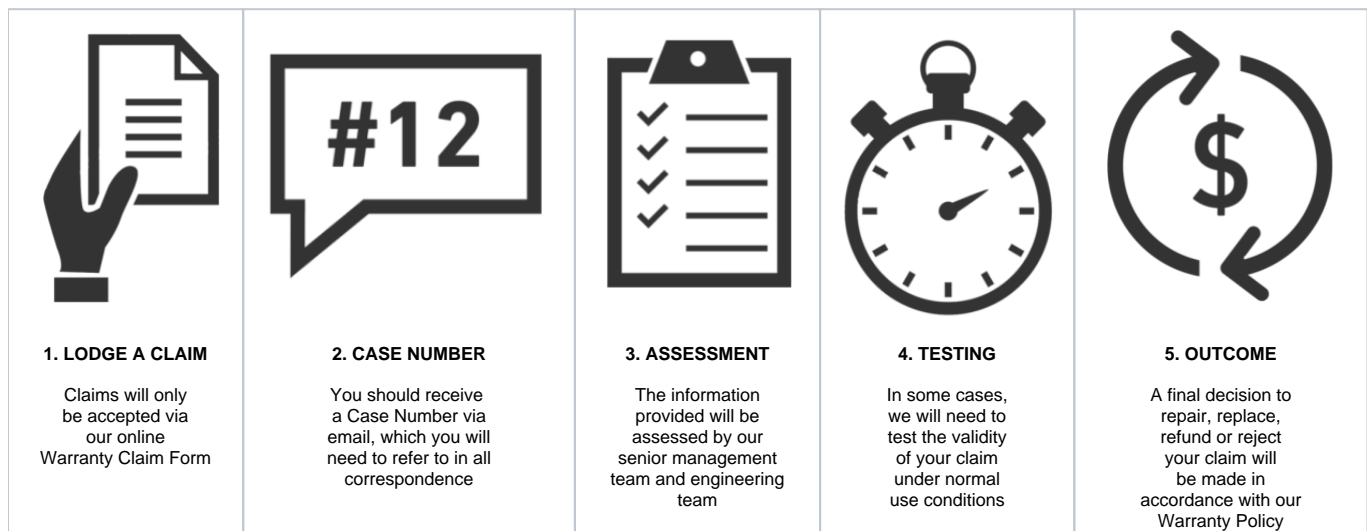 #12
1. LODGE A CLAIM
Claims will only
be accepted via
our online
Warranty Claim Form
2. CASE NUMBER
You should receive
a Case Number via
email, which you will
need to refer to in all
correspondence
3. ASSESSMENT
The information
provided will be
assessed by our
senior management
team and engineering
team
4. TESTING
In some cases,
we will need to
test the validity
of your claim
under normal
use conditions
$
5. OUTCOME
A final decision to
repair, replace,
refund or reject
your claim will
be made in
accordance with our
Warranty Policy